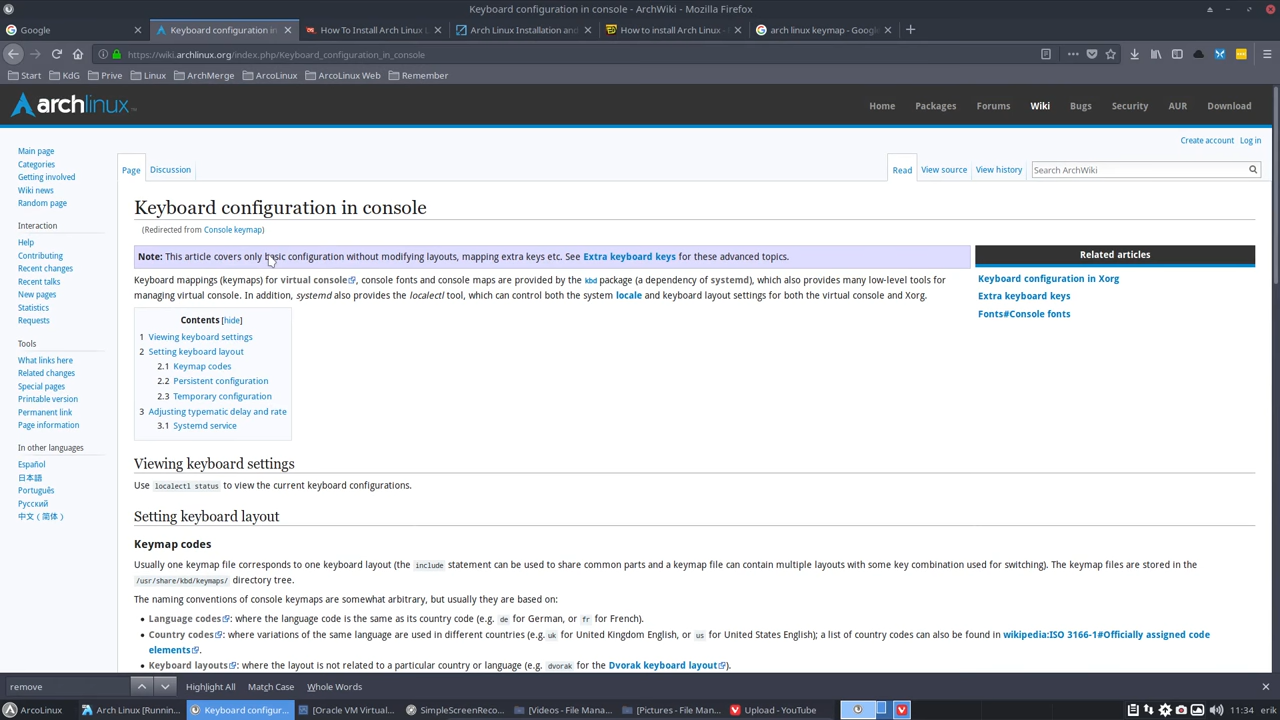 Keyboard configuration in console - ArchWiki - Mozilla Firefox
Google
Keyboard configuration in
How To Install Arch Linux L
Arch Linux Installation and
How to install Arch Linux -
arch linux keymap - Google
https://wiki.archlinux.org/index.php/Keyboard_configuration_in_console
Start KdG Prive Linux ArchMerge ArcoLinux ArcoLinux Web Remember
archlinux
Home Packages Forums Wiki Bugs Security AUR Download
Create account Log in
Main page
Categories
Getting involved
Wiki news
Random page
Interaction
Help
Contributing
Recent changes
Recent talks
New pages
Statistics
Requests
Tools
What links here
Related changes
Special pages
Printable version
Permanent link
Page information
In other languages
Español
日本語
Português
Русский
中文（简体）
Page Discussion
Read View source View history Search ArchWiki
Keyboard configuration in console
(Redirected from Console keymap)
Note: This article covers only basic configuration without modifying layouts, mapping extra keys etc. See Extra keyboard keys for these advanced topics.
Keyboard mappings (keymaps) for virtual console, console fonts and console maps are provided by the kbd package (a dependency of systemd), which also provides many low-level tools for
managing virtual console. In addition, systemd also provides the localectl tool, which can control both the system locale and keyboard layout settings for both the virtual console and Xorg.
Related articles
Keyboard configuration in Xorg
Extra keyboard keys
Fonts#Console fonts
Contents [hide]
1 Viewing keyboard settings
2 Setting keyboard layout
2.1 Keymap codes
2.2 Persistent configuration
2.3 Temporary configuration
3 Adjusting typematic delay and rate
3.1 Systemd service
Viewing keyboard settings
Use localectl status to view the current keyboard configurations.
Setting keyboard layout
Keymap codes
Usually one keymap file corresponds to one keyboard layout (the include statement can be used to share common parts and a keymap file can contain multiple layouts with some key combination used for switching). The keymap files are stored in the
/usr/share/kbd/keymaps/ directory tree.
The naming conventions of console keymaps are somewhat arbitrary, but usually they are based on:
• Language codes: where the language code is the same as its country code (e.g. de for German, or fr for French).
• Country codes: where variations of the same language are used in different countries (e.g. uk for United Kingdom English, or us for United States English); a list of country codes can also be found in wikipedia:ISO 3166-1#Officially assigned code
elements.
• Keyboard layouts: where the layout is not related to a particular country or language (e.g. dvorak for the Dvorak keyboard layout).
remove Highlight All Match Case Whole Words
ArcoLinux Arch Linux [Runnin... Keyboard configur... [Oracle VM Virtual... SimpleScreenReco... [Videos - File Mana... [Pictures - File Man... Upload - YouTube 11:34 erik